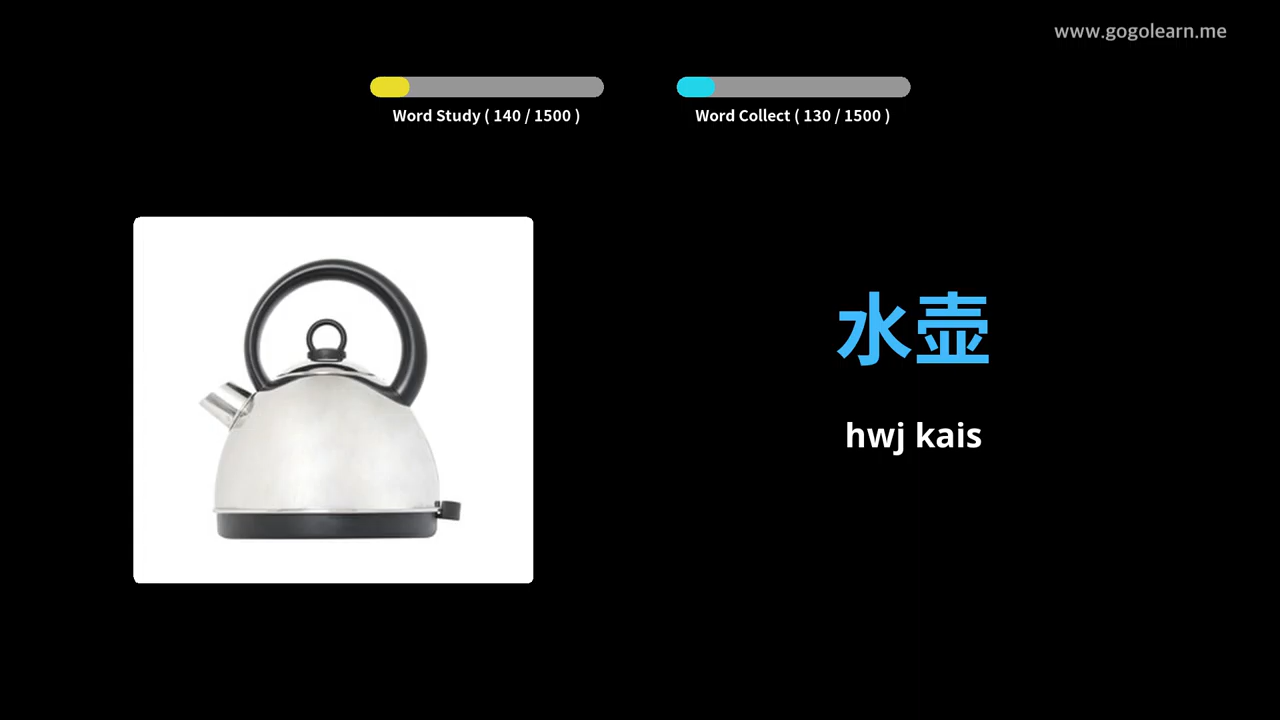 www.gogolearn.me
Word Study ( 140 / 1500 )
Word Collect ( 130 / 1500 )
水壶
hwj kais